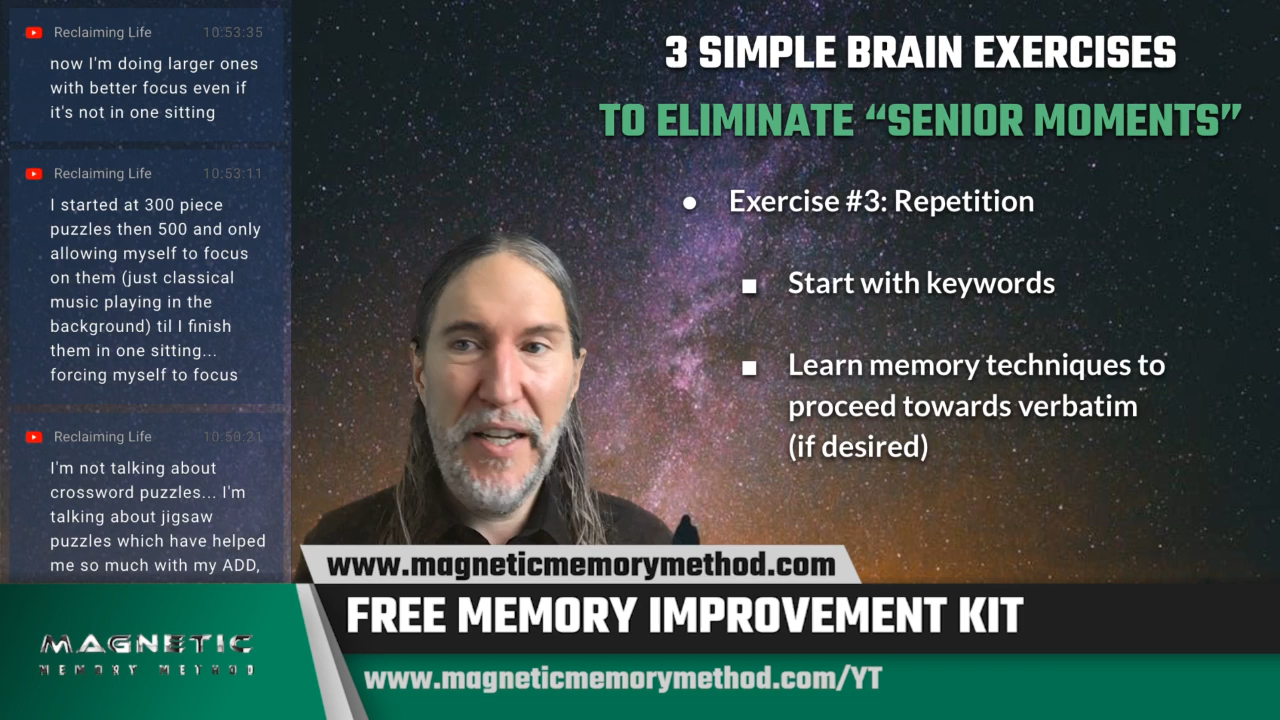 Reclaiming Life 10:53:35
now I'm doing larger ones
with better focus even if
it's not in one sitting
Reclaiming Life 10:53:11
I started at 300 piece
puzzles then 500 and only
allowing myself to focus
on them (just classical
music playing in the
background) til I finish
them in one sitting...
forcing myself to focus
Reclaiming Life 10:50:21
I'm not talking about
crossword puzzles... I'm
talking about jigsaw
puzzles which have helped
me so much with my ADD,
3 SIMPLE BRAIN EXERCISES
TO ELIMINATE “SENIOR MOMENTS”
● Exercise #3: Repetition
■ Start with keywords
■ Learn memory techniques to
proceed towards verbatim
(if desired)
www.magneticmemorymethod.com
FREE MEMORY IMPROVEMENT KIT
www.magneticmemorymethod.com/YT
MAGNETIC
MEMORY METHOD